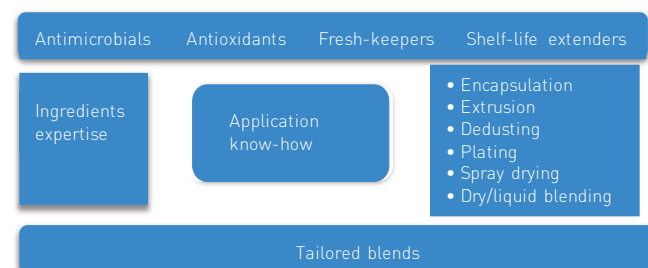 Antimicrobials Antioxidants Fresh-keepers Shelf-life extenders
Ingredients
expertise
Application
know-how
• Encapsulation
• Extrusion
• Dedusting
• Plating
• Spray drying
• Dry/liquid blending
Tailored blends